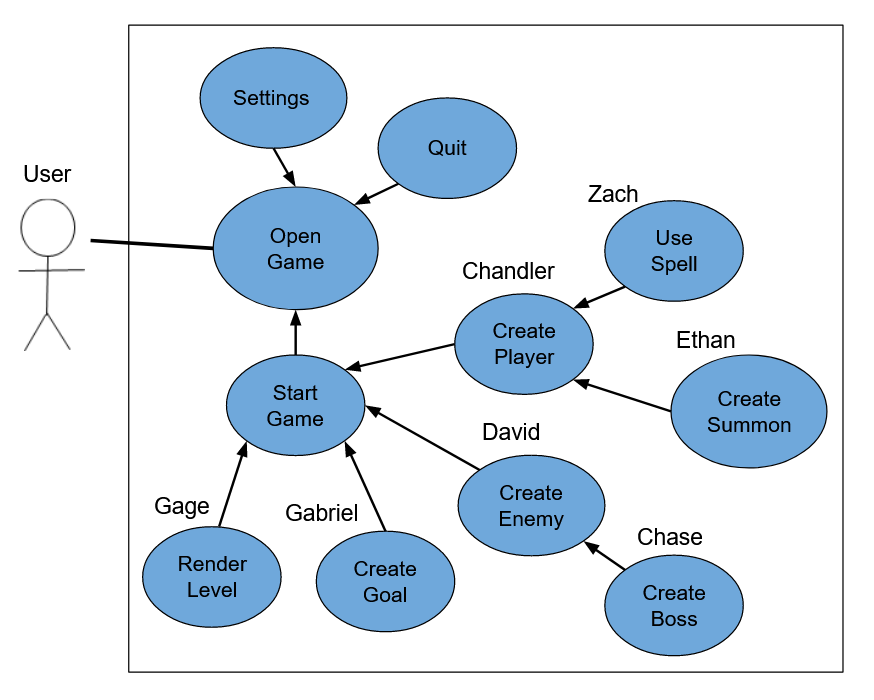 Settings
Quit
User
Open
Game
Zach
Use
Spell
Chandler
Create
Player
Ethan
Create
Summon
Start
Game
David
Create
Enemy
Gage
Render
Level
Gabriel
Create
Goal
Chase
Create
Boss